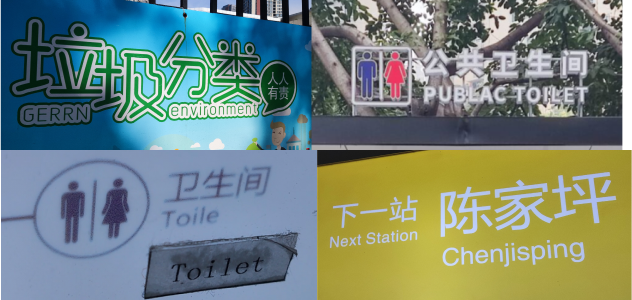 垃圾分类
人人
有责
GERRN environment
公共卫生间
PUBLAC TOILET
卫生间
Toile
Toilet
下一站 陈家坪
Next Station Chenjisping